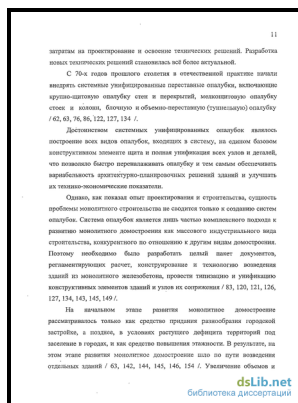 11
затратам на проектирование и освоение технических решений. Разработка
новых технических решений становилась всё более актуальной.
С 70-х годов прошлого столетия в отечественной практике начали
внедрять системные унифицированные переставные опалубки, включающие
крупно-щитовую опалубку стен и перекрытий, мелкощитовую опалубку
стоек и колонн, блочную и объемно-переставную (туннельную) опалубку
/ 62, 63, 76, 86, 122, 127, 134 /.
Достоинством системных унифицированных опалубок являлось
построение всех видов опалубок, входящих в систему, на едином базовом
конструктивном элементе щита и полная унификация всех узлов и деталей,
что позволило быстро переналаживать опалубку и тем самым обеспечивать
вариабельность архитектурно-планировочных решений зданий и улучшать
их технико-экономические показатели.
Однако, как показал опыт проектирования и строительства, сущность
проблемы монолитного строительства не сводится только к созданию систем
опалубок. Система опалубок является лишь частью комплексного подхода к
развитию монолитного домостроения как массового индустриального вида
строительства, конкурентного по отношению к другим видам домостроения.
Поэтому необходимо было разработать целый пакет документов,
регламентирующий расчет, конструирование и технологию возведения
зданий из монолитного железобетона, провести типизацию и унификацию
конструктивных элементов зданий и узлов их сопряжения / 83, 120, 121, 126,
127, 134, 143, 145, 149 /.
На начальном этапе развития монолитное домостроение
рассматривалось только как средство придания разнообразия городской
застройке, а позднее, в условиях растущего дефицита территорий под
заселение в городах, и как средство повышения этажности. В результате, на
этом этапе развития монолитное домостроение шло по пути возведения
отдельных зданий / 63, 142, 144, 145, 146, 154 /. Увеличение объемов и
dslib.net
библиотека диссертаций